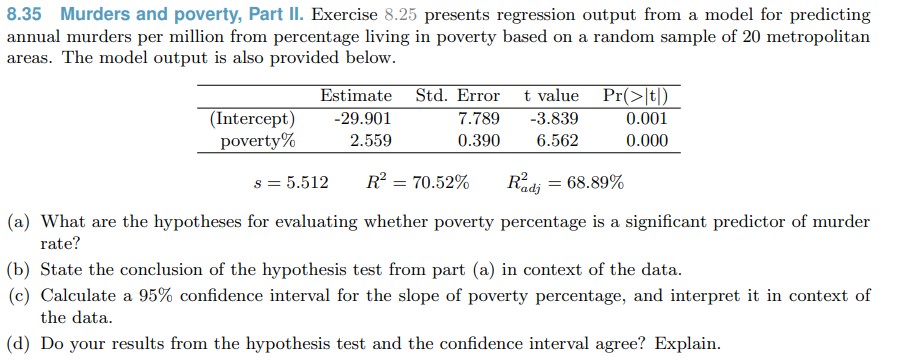 8.35 Murders and poverty, Part II. Exercise 8.25 presents regression output from a model for predicting
annual murders per million from percentage living in poverty based on a random sample of 20 metropolitan
areas. The model output is also provided below.
Estimate Std. Error t value Pr(>|t|)
(Intercept) -29.901 7.789 -3.839 0.001
poverty% 2.559 0.390 6.562 0.000
s = 5.512 R² = 70.52% R²adj = 68.89%
(a) What are the hypotheses for evaluating whether poverty percentage is a significant predictor of murder
rate?
(b) State the conclusion of the hypothesis test from part (a) in context of the data.
(c) Calculate a 95% confidence interval for the slope of poverty percentage, and interpret it in context of
the data.
(d) Do your results from the hypothesis test and the confidence interval agree? Explain.